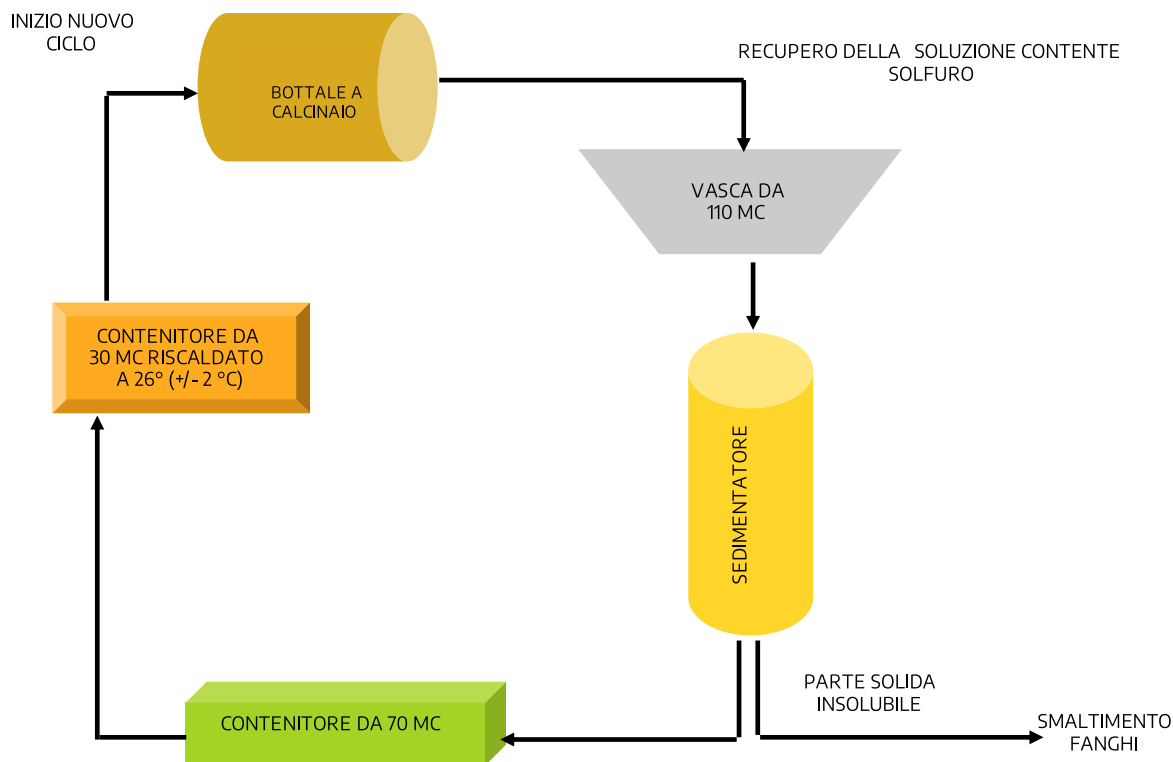 INIZIO NUOVO
CICLO
BOTTALE A
CALCINAIO
RECUPERO DELLA SOLUZIONE CONTENTE
SOLFURO
VASCA DA
110 MC
CONTENITORE DA
30 MC RISCALDATO
A 26° (+/- 2 °C)
SEDIMENTATORE
PARTE SOLIDA
INSOLUBILE
CONTENITORE DA 70 MC
SMALTIMENTO
FANGHI